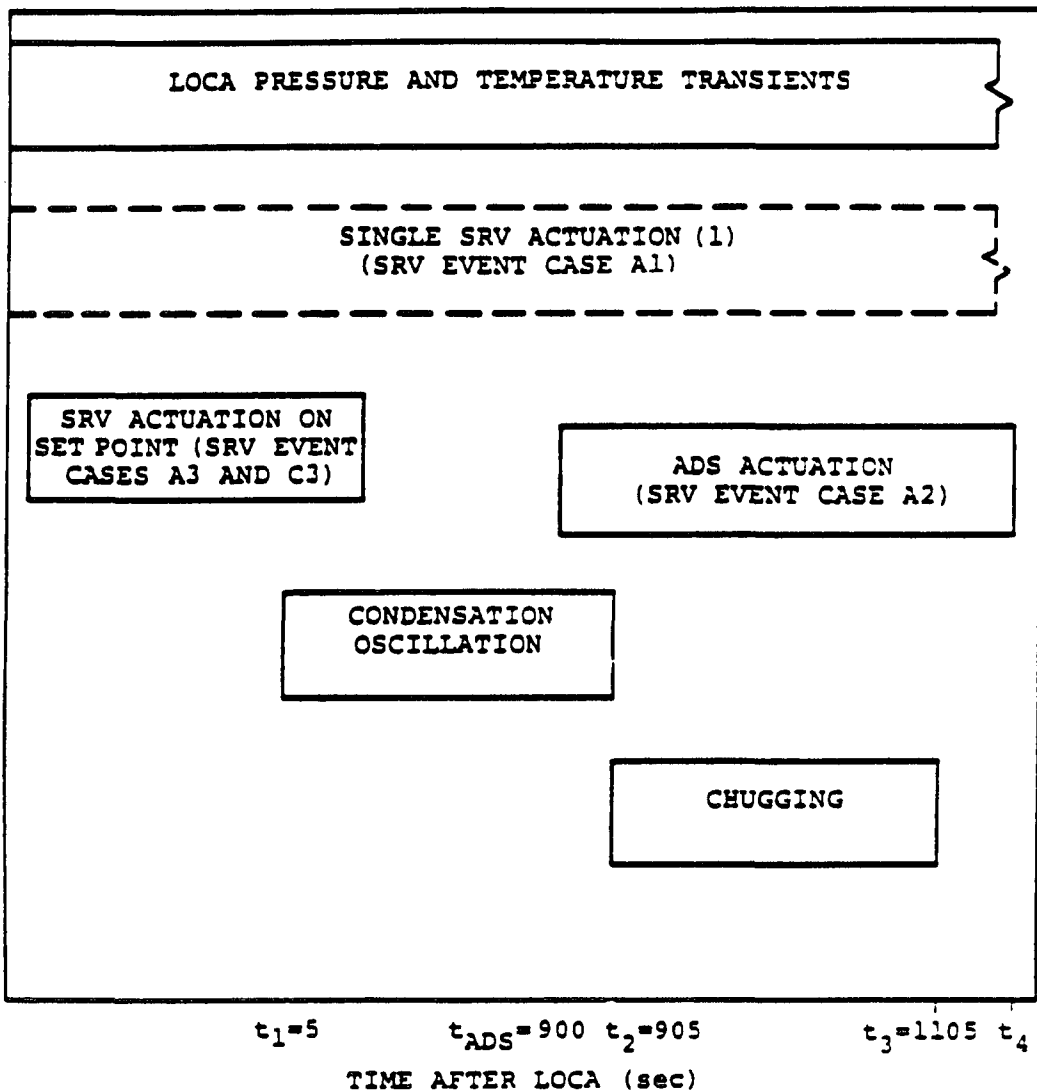 LOCA PRESSURE AND TEMPERATURE TRANSIENTS
SINGLE SRV ACTUATION (1)
(SRV EVENT CASE A1)
SRV ACTUATION ON
SET POINT (SRV EVENT
CASES A3 AND C3)
ADS ACTUATION
(SRV EVENT CASE A2)
CONDENSATION
OSCILLATION
CHUGGING
t₁=5 t_ADS=900 t₂=905 t₃=1105 t₄
TIME AFTER LOCA (sec)